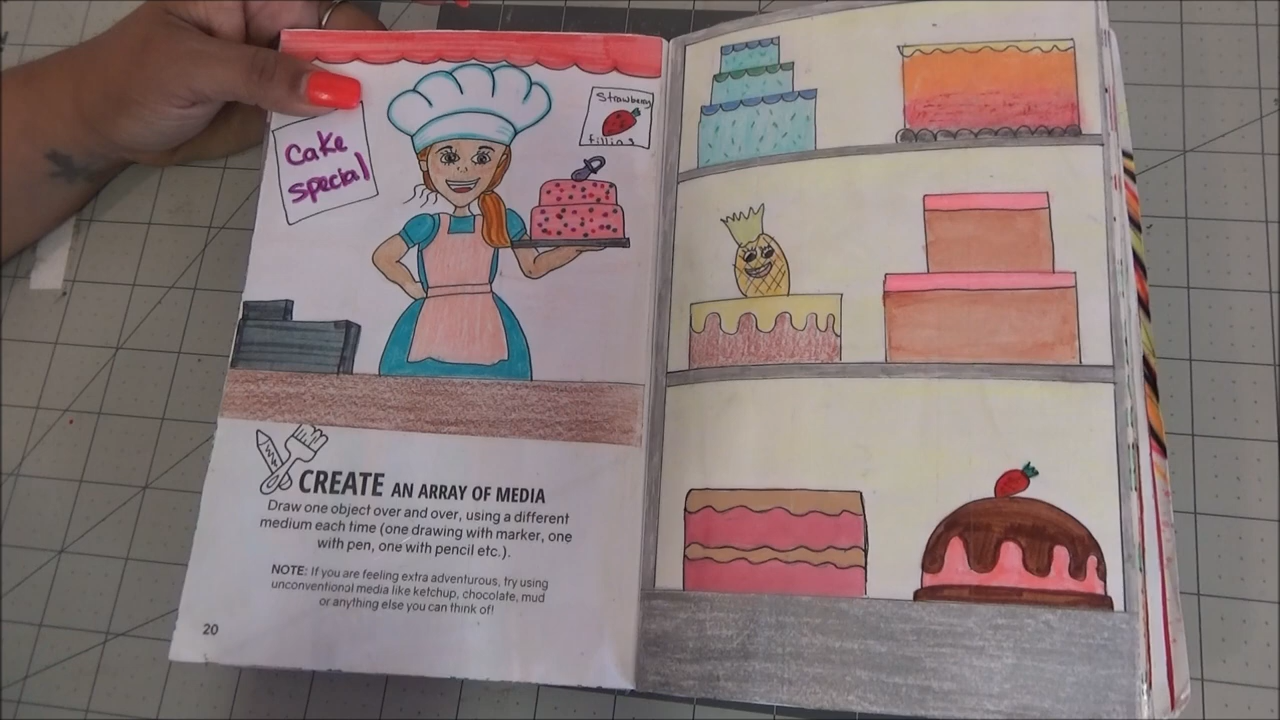 Cake
special
Strawberry
filling
CREATE AN ARRAY OF MEDIA
Draw one object over and over, using a different
medium each time (one drawing with marker, one
with pen, one with pencil etc.).
NOTE: If you are feeling extra adventurous, try using
unconventional media like ketchup, chocolate, mud
or anything else you can think of!
20